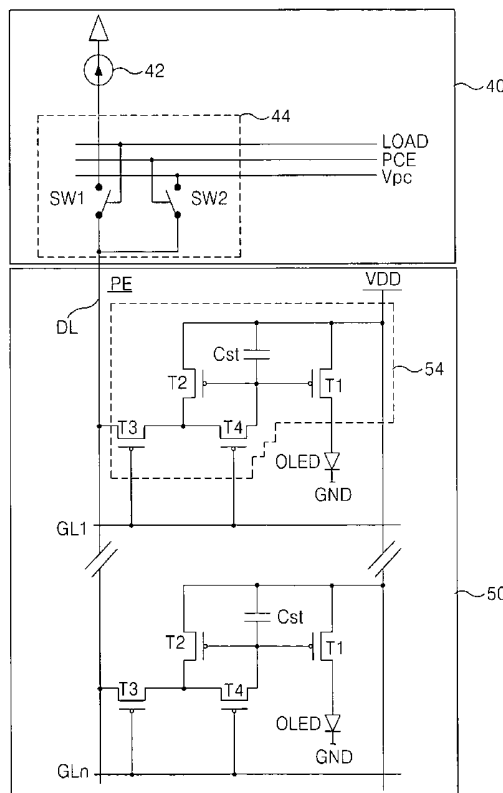 42
40
44
LOAD
PCE
Vpc
SW1
SW2
PE
VDD
DL
Cst
T2
T1
54
T3
T4
OLED
GND
GL1
50
Cst
T2
T1
T3
T4
OLED
GND
GLn